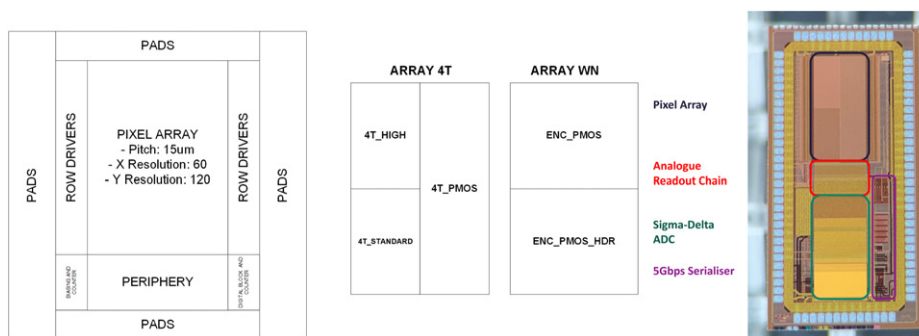 PADS
PADS
ROW DRIVERS
PIXEL ARRAY
- Pitch: 15um
- X Resolution: 60
- Y Resolution: 120
ROW DRIVERS
PADS
BIASING AND
COUNTER
PERIPHERY
DIGITAL BLOCK AND
COUNTER
PADS
ARRAY 4T
4T_HIGH
4T_PMOS
4T_STANDARD
ARRAY WN
ENC_PMOS
ENC_PMOS_HDR
Pixel Array
Analogue
Readout Chain
Sigma-Delta
ADC
5Gbps Serialiser